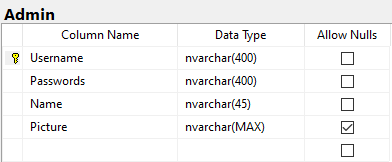 Admin
Column Name Data Type Allow Nulls
Username nvarchar(400)
Passwords nvarchar(400)
Name nvarchar(45)
Picture nvarchar(MAX)